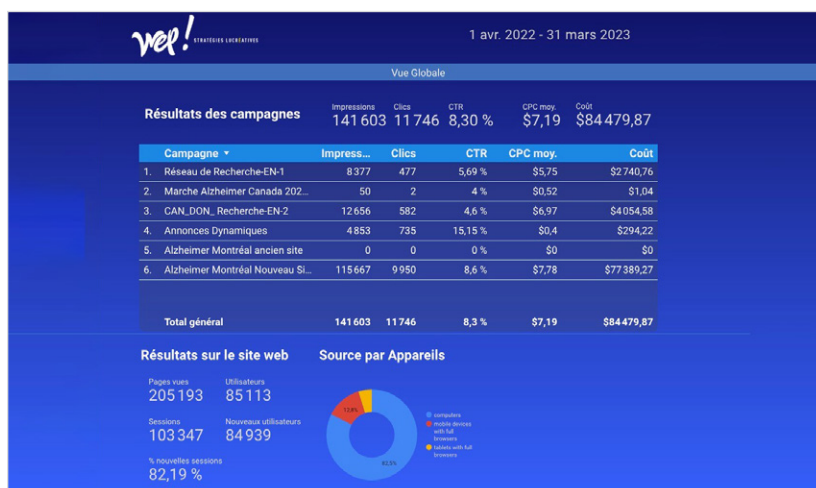 wep! STRATÉGIES LUCRÉATIVES
1 avr. 2022 - 31 mars 2023
Vue Globale
Résultats des campagnes
Impressions Clics CTR CPC moy. Coût
141 603 11 746 8,30 % $7,19 $84 479,87
Campagne Impress... Clics CTR CPC moy. Coût
1. Réseau de Recherche-EN-1 8 377 477 5,69 % $5,75 $2 740,76
2. Marche Alzheimer Canada 202... 50 2 4 % $0,52 $1,04
3. CAN_DON_ Recherche-EN-2 12 656 582 4,6 % $6,97 $4 054,58
4. Annonces Dynamiques 4 853 735 15,15 % $0,4 $294,22
5. Alzheimer Montréal ancien site 0 0 0 % $0 $0
6. Alzheimer Montréal Nouveau Si... 115 667 9 950 8,6 % $7,78 $77 389,27
Total général 141 603 11 746 8,3 % $7,19 $84 479,87
Résultats sur le site web
Pages vues Utilisateurs
205 193 85 113
Sessions Nouveaux utilisateurs
103 347 84 939
% nouvelles sessions
82,19 %
Source par Appareils
computers
mobile devices
with full
browsers
tablets with full
browsers